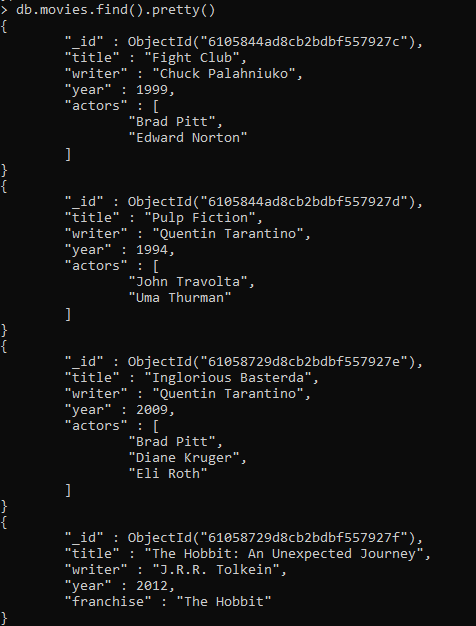 > db.movies.find().pretty()
{
        "_id" : ObjectId("6105844ad8cb2bdbf557927c"),
        "title" : "Fight Club",
        "writer" : "Chuck Palahniuko",
        "year" : 1999,
        "actors" : [
                "Brad Pitt",
                "Edward Norton"
        ]
}
{
        "_id" : ObjectId("6105844ad8cb2bdbf557927d"),
        "title" : "Pulp Fiction",
        "writer" : "Quentin Tarantino",
        "year" : 1994,
        "actors" : [
                "John Travolta",
                "Uma Thurman"
        ]
}
{
        "_id" : ObjectId("61058729d8cb2bdbf557927e"),
        "title" : "Inglorious Basterda",
        "writer" : "Quentin Tarantino",
        "year" : 2009,
        "actors" : [
                "Brad Pitt",
                "Diane Kruger",
                "Eli Roth"
        ]
}
{
        "_id" : ObjectId("61058729d8cb2bdbf557927f"),
        "title" : "The Hobbit: An Unexpected Journey",
        "writer" : "J.R.R. Tolkein",
        "year" : 2012,
        "franchise" : "The Hobbit"
}